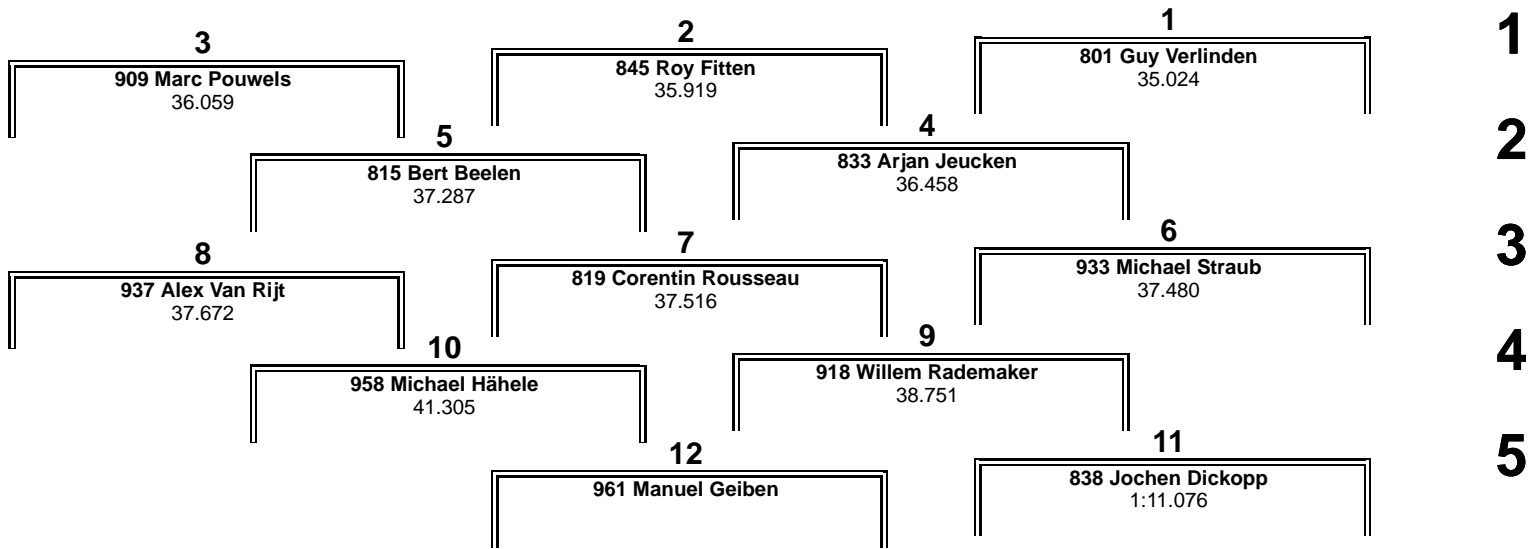 3
909 Marc Pouwels
36.059
2
845 Roy Fitten
35.919
1
801 Guy Verlinden
35.024
1
5
815 Bert Beelen
37.287
4
833 Arjan Jeucken
36.458
2
8
937 Alex Van Rijt
37.672
7
819 Corentin Rousseau
37.516
6
933 Michael Straub
37.480
3
10
958 Michael Hähele
41.305
9
918 Willem Rademaker
38.751
4
12
961 Manuel Geiben
11
838 Jochen Dickopp
1:11.076
5